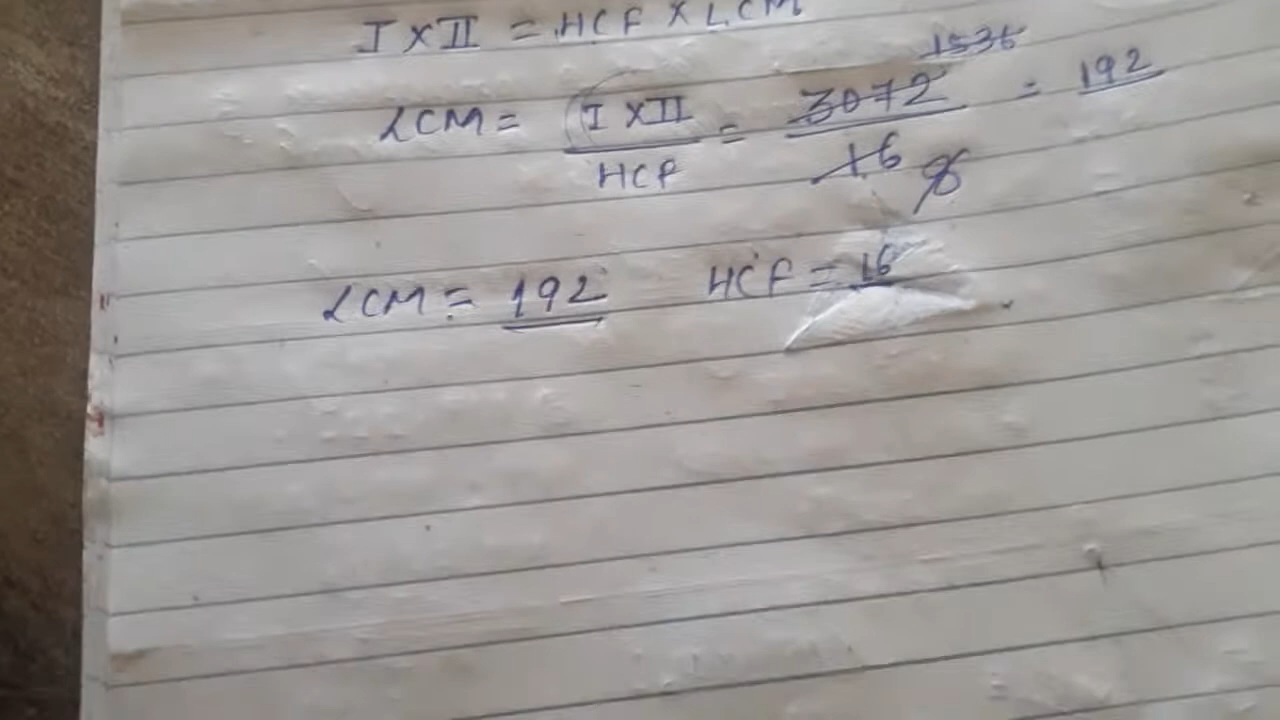 I X II = HCF X LCM
LCM = I X II / HCF = 3072 1536 / 16 8 = 192
LCM = 192 HCF = 16